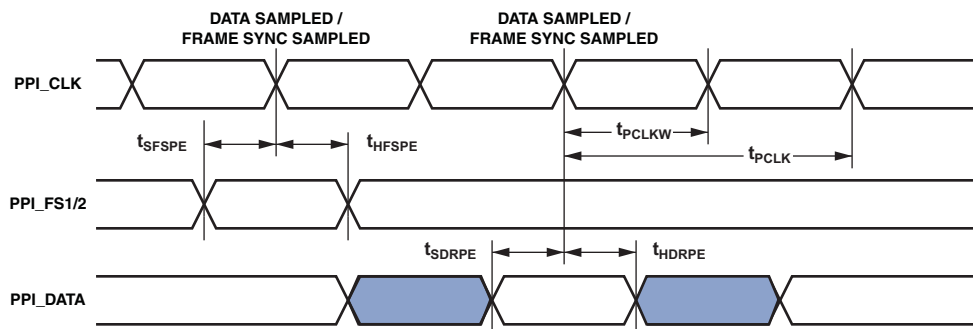 DATA SAMPLED /
FRAME SYNC SAMPLED
DATA SAMPLED /
FRAME SYNC SAMPLED
PPI_CLK
tSFSPE
tHFSPE
tPCLKW
tPCLK
PPI_FS1/2
tSDRPE
tHDRPE
PPI_DATA